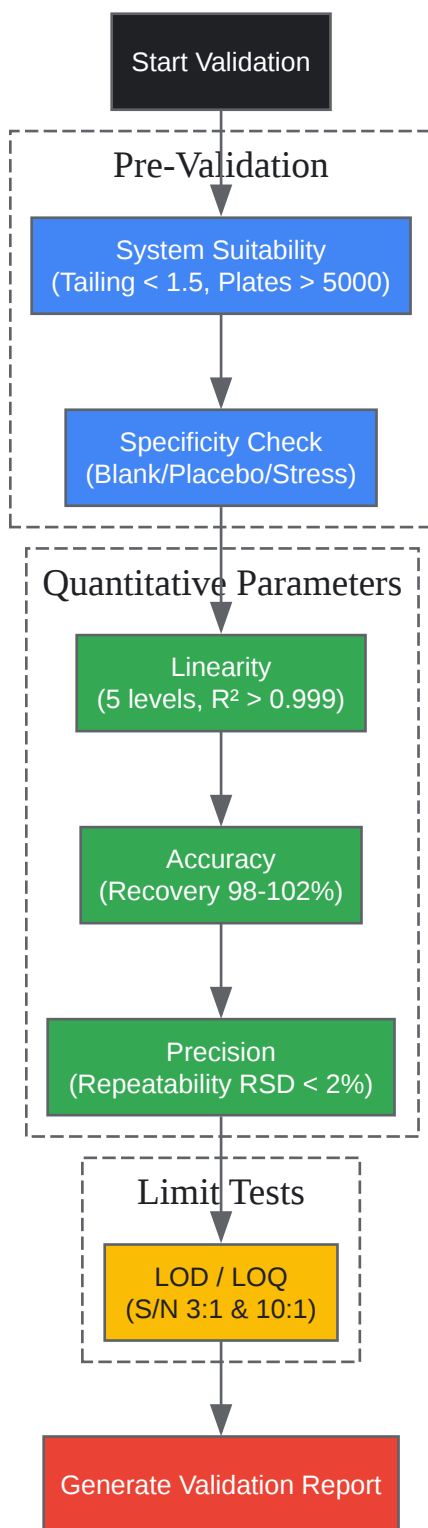 Start Validation
Pre-Validation
System Suitability
(Tailing < 1.5, Plates > 5000)
Specificity Check
(Blank/Placebo/Stress)
Quantitative Parameters
Linearity
(5 levels, R² > 0.999)
Accuracy
(Recovery 98-102%)
Precision
(Repeatability RSD < 2%)
Limit Tests
LOD / LOQ
(S/N 3:1 & 10:1)
Generate Validation Report